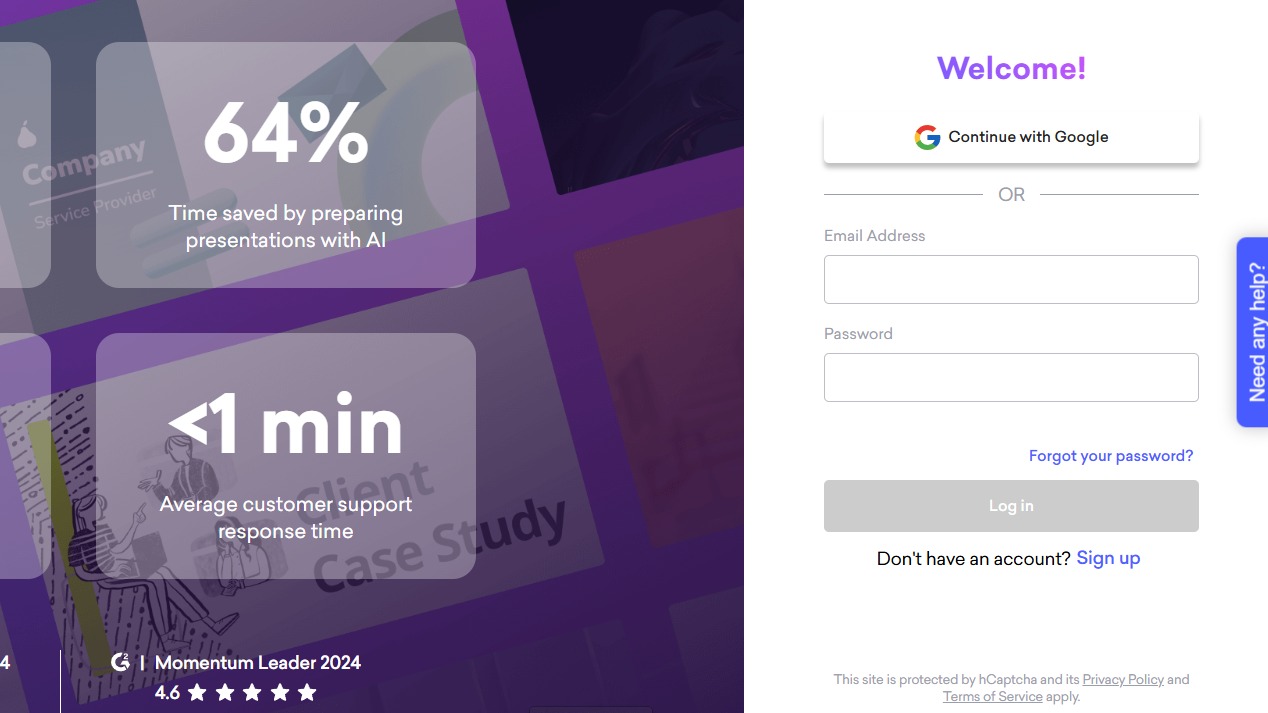 Company
Service Provider
64%
Time saved by preparing
presentations with AI
<1 min
Average customer support
response time
Client
Case Study
4
G2 | Momentum Leader 2024
4.6
Welcome!
Continue with Google
OR
Email Address
Password
Forgot your password?
Log in
Don't have an account? Sign up
Need any help?
This site is protected by hCaptcha and its Privacy Policy and
Terms of Service apply.